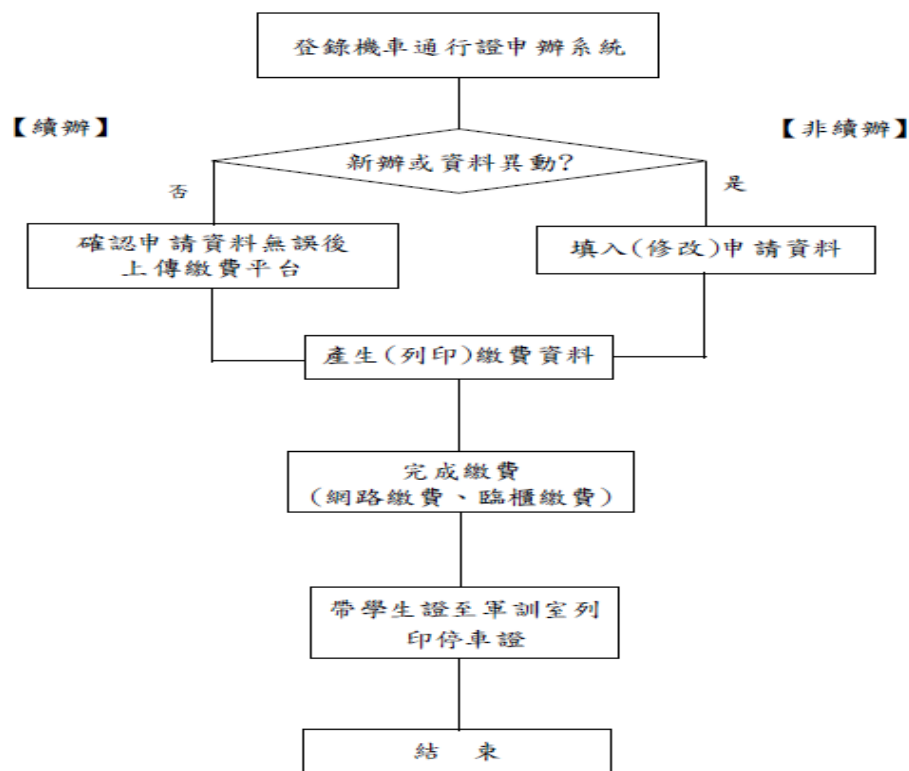 登錄機車通行證申辦系統
【續辦】
【非續辦】
新辦或資料異動?
否
是
確認申請資料無誤後
上傳繳費平台
填入(修改)申請資料
產生(列印)繳費資料
完成繳費
(網路繳費、臨櫃繳費)
帶學生證至軍訓室列
印停車證
結 束